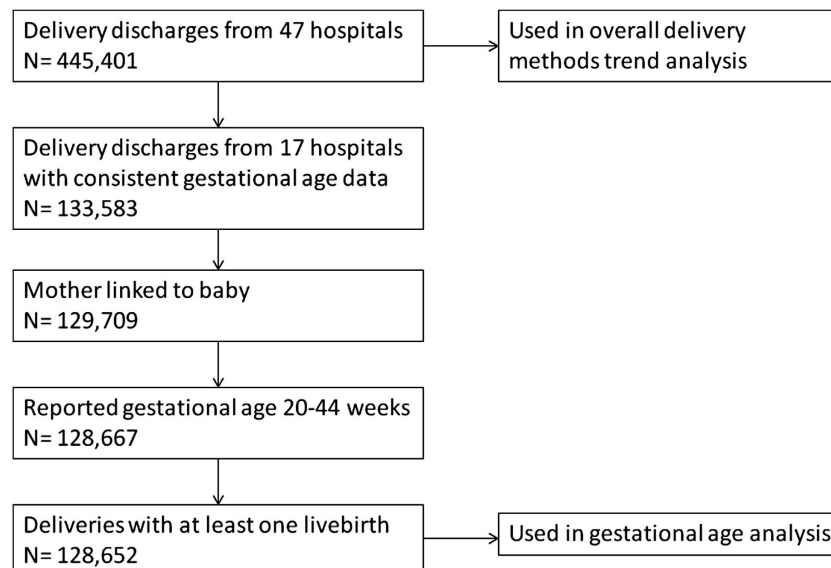 Delivery discharges from 47 hospitals
N= 445,401
Used in overall delivery
methods trend analysis
Delivery discharges from 17 hospitals
with consistent gestational age data
N= 133,583
Mother linked to baby
N= 129,709
Reported gestational age 20-44 weeks
N= 128,667
Deliveries with at least one livebirth
N= 128,652
Used in gestational age analysis